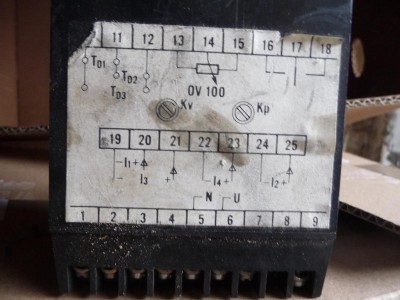 11 12 13 14 15 16 17 18
TD1
TD2
TD3
OV 100
Kv Kp
19 20 21 22 23 24 25
I1+ I3 I4+ I2+
N U
1 2 3 4 5 6 7 8 9